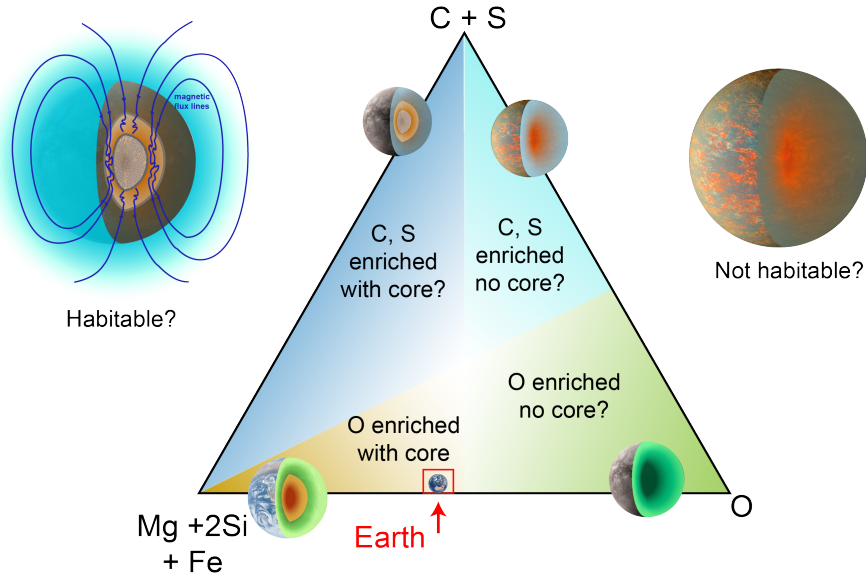 C + S
magnetic
flux lines
C, S
enriched
with core?
C, S
enriched
no core?
Habitable?
Not habitable?
O enriched
with core
O enriched
no core?
Mg +2Si
+ Fe
Earth
O